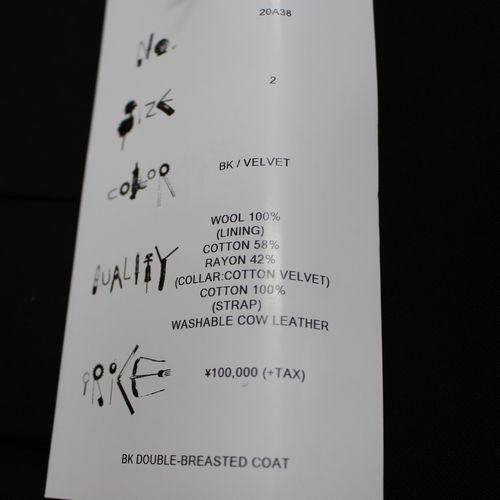 20A38
No.
2
SIZE
BK / VELVET
COLOR
WOOL 100%
(LINING)
COTTON 58%
RAYON 42%
QUALITY
(COLLAR:COTTON VELVET)
COTTON 100%
(STRAP)
WASHABLE COW LEATHER
PRICE
¥100,000 (+TAX)
BK DOUBLE-BREASTED COAT